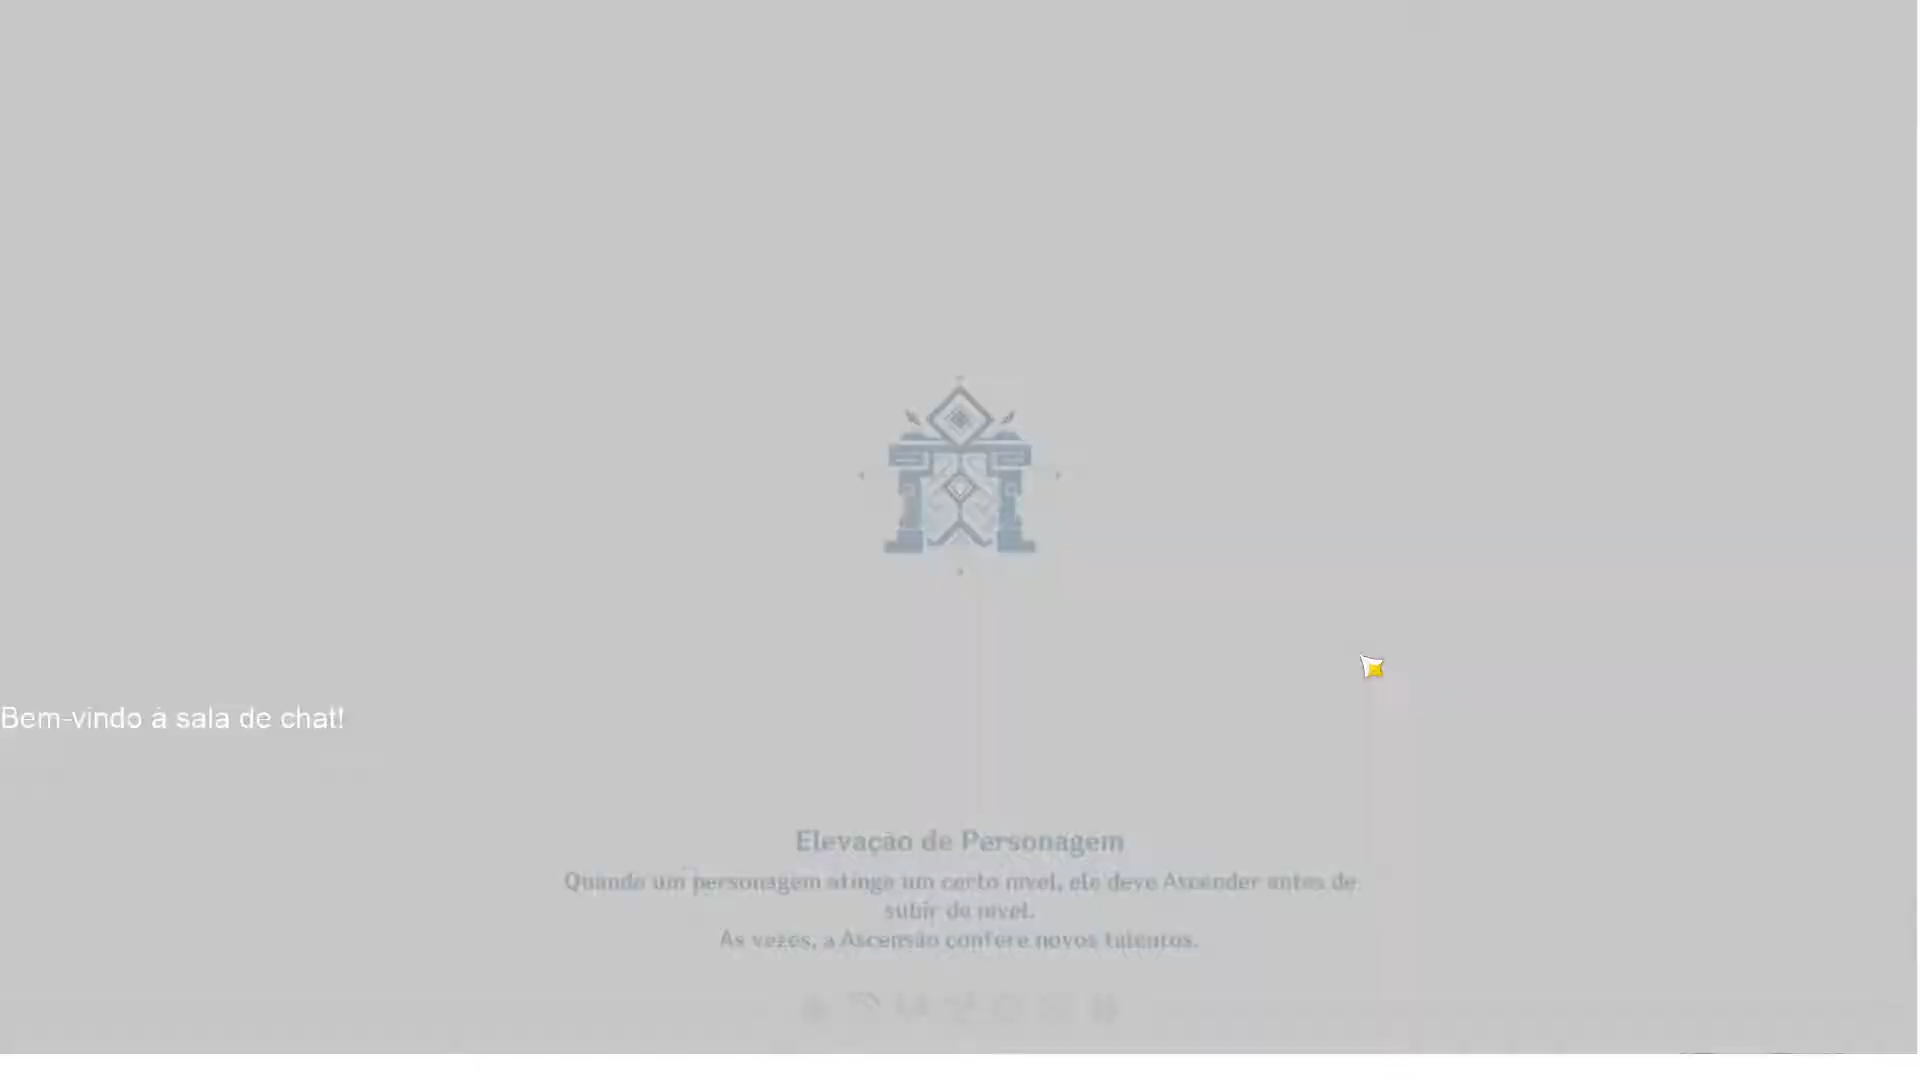 Bem-vindo à sala de chat!
Elevação de Personagem
Quando um personagem atinge um certo nível, ele deve Ascender antes de
subir de nível.
Às vezes, a Ascensão confere novos talentos.